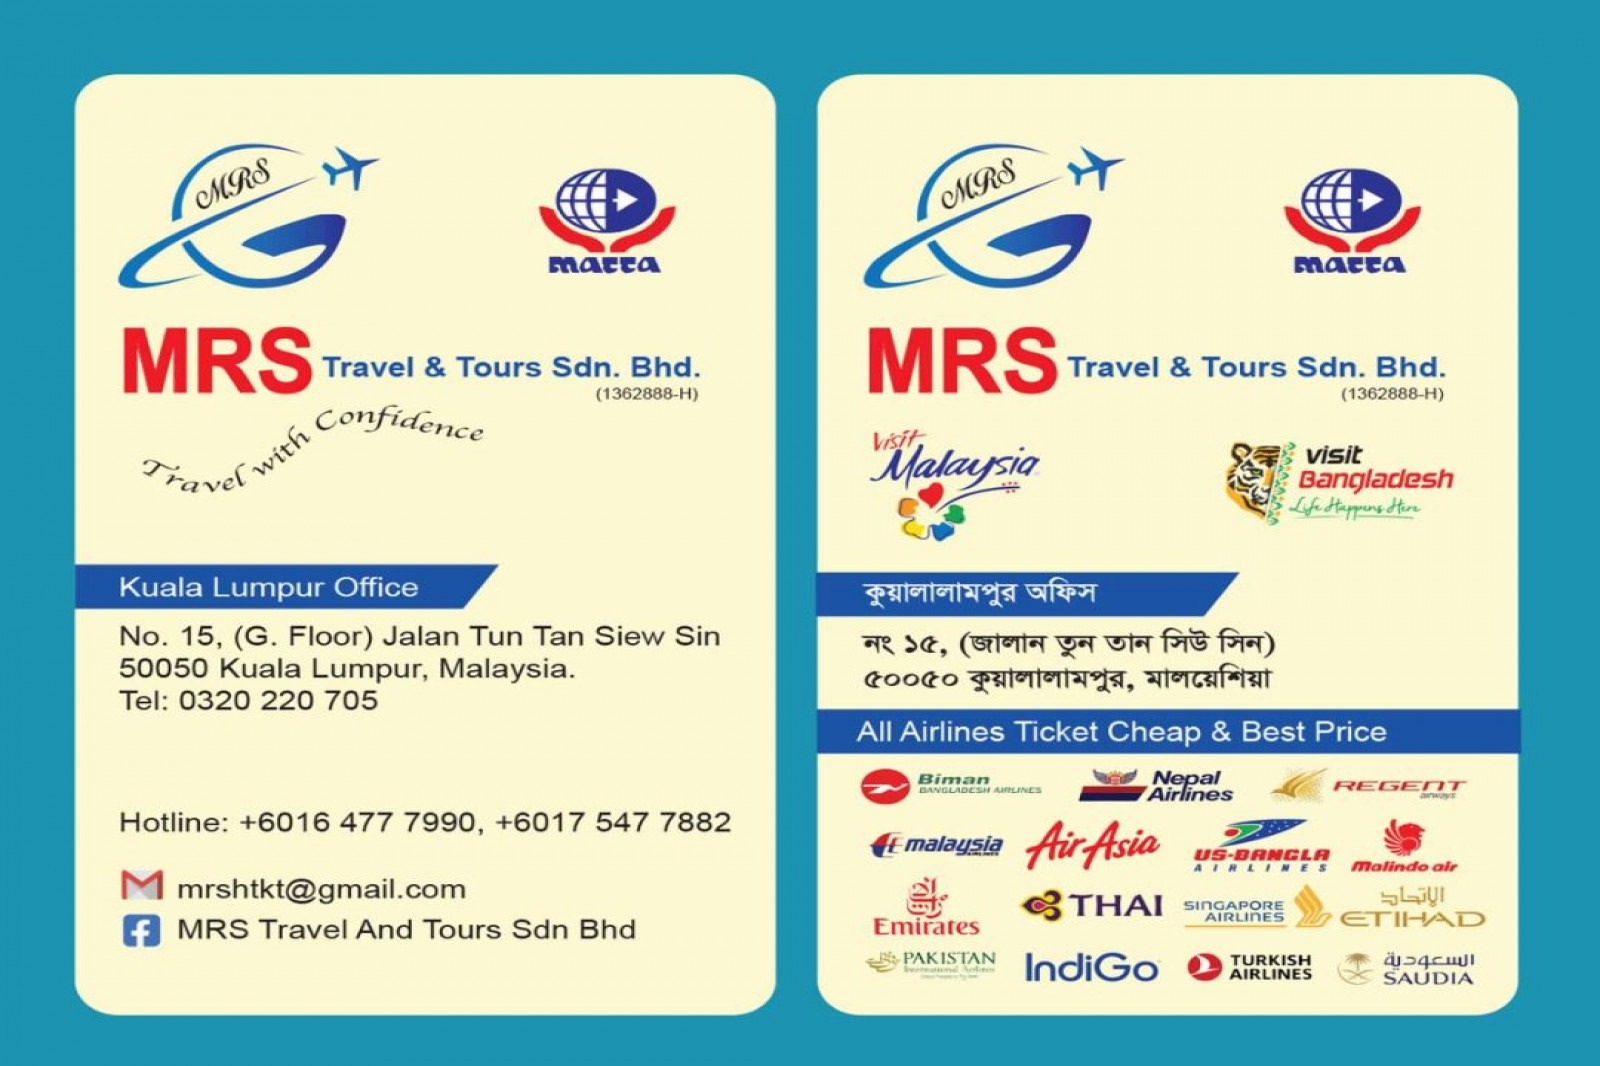 MRS
matta
MRS Travel & Tours Sdn. Bhd.
(1362888-H)
Travel with Confidence
Kuala Lumpur Office
No. 15, (G. Floor) Jalan Tun Tan Siew Sin
50050 Kuala Lumpur, Malaysia.
Tel: 0320 220 705
Hotline: +6016 477 7990, +6017 547 7882
mrshtkt@gmail.com
MRS Travel And Tours Sdn Bhd
MRS
matta
MRS Travel & Tours Sdn. Bhd.
(1362888-H)
Visit
Malaysia
visit
Bangladesh
Life Happens Here
কুয়ালালামপুর অফিস
নং ১৫, (জালান তুন তান সিউ সিন)
৫০০৫০ কুয়ালালামপুর, মালয়েশিয়া
All Airlines Ticket Cheap & Best Price
Biman
BANGLADESH AIRLINES
Nepal
Airlines
REGENT
airways
malaysia
AIRLINES
AirAsia
US-BANGLA
AIRLINES
Malindo air
Emirates
THAI
SINGAPORE
AIRLINES
الإتحاد
ETIHAD
PAKISTAN
International Airlines
IndiGo
TURKISH
AIRLINES
السعودية
SAUDIA